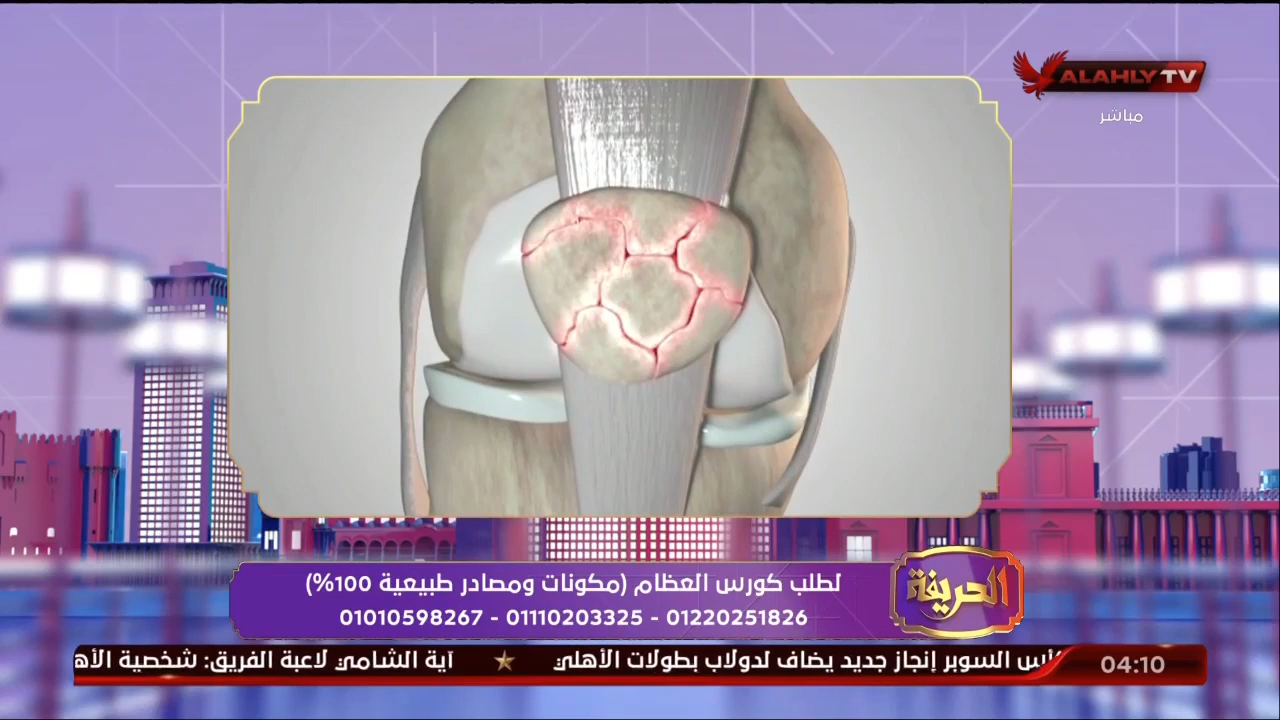 ALAHLY TV
مباشر
لطلب كورس العظام (مكونات ومصادر طبيعية 100%)
01010598267 - 01110203325 - 01220251826
الحريفة
كأس السوبر إنجاز جديد يضاف لدولاب بطولات الأهلي ★ آية الشامي لاعبة الفريق: شخصية
04:10